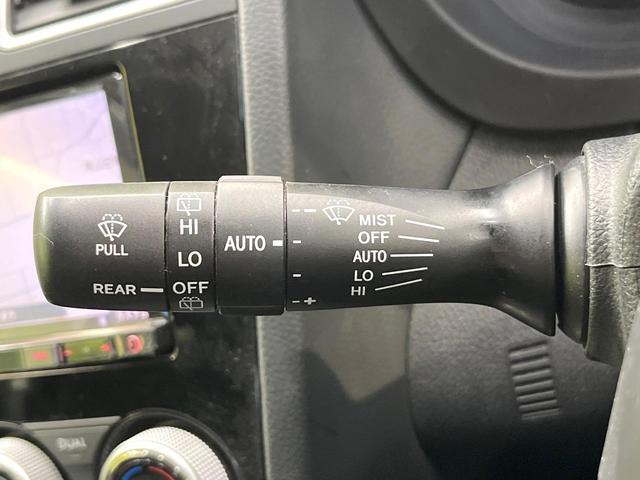 PULL
REAR
HI
LO
OFF
AUTO
- +
MIST
OFF
AUTO
LO
HI
DUAL